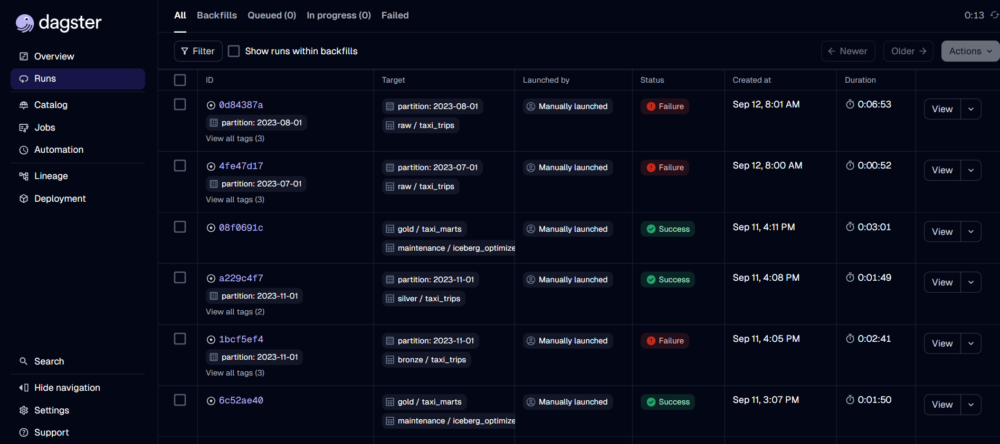 dagster
Overview
Runs
Catalog
Jobs
Automation
Lineage
Deployment
Search
Hide navigation
Settings
Support
All Backfills Queued (0) In progress (0) Failed 0:13
Filter Show runs within backfills Newer Older Actions
ID Target Launched by Status Created at Duration
0d84387a
partition: 2023-08-01
View all tags (3)
partition: 2023-08-01
raw / taxi_trips
Manually launched
Failure
Sep 12, 8:01 AM
0:06:53
View
4fe47d17
partition: 2023-07-01
View all tags (3)
partition: 2023-07-01
raw / taxi_trips
Manually launched
Failure
Sep 12, 8:00 AM
0:00:52
View
08f0691c
gold / taxi_marts
maintenance / iceberg_optimize
Manually launched
Success
Sep 11, 4:11 PM
0:03:01
View
a229c4f7
partition: 2023-11-01
View all tags (2)
partition: 2023-11-01
silver / taxi_trips
Manually launched
Success
Sep 11, 4:08 PM
0:01:49
View
1bcf5ef4
partition: 2023-11-01
View all tags (3)
partition: 2023-11-01
bronze / taxi_trips
Manually launched
Failure
Sep 11, 4:05 PM
0:02:41
View
6c52ae40
gold / taxi_marts
maintenance / iceberg_optimize
Manually launched
Success
Sep 11, 3:07 PM
0:01:50
View